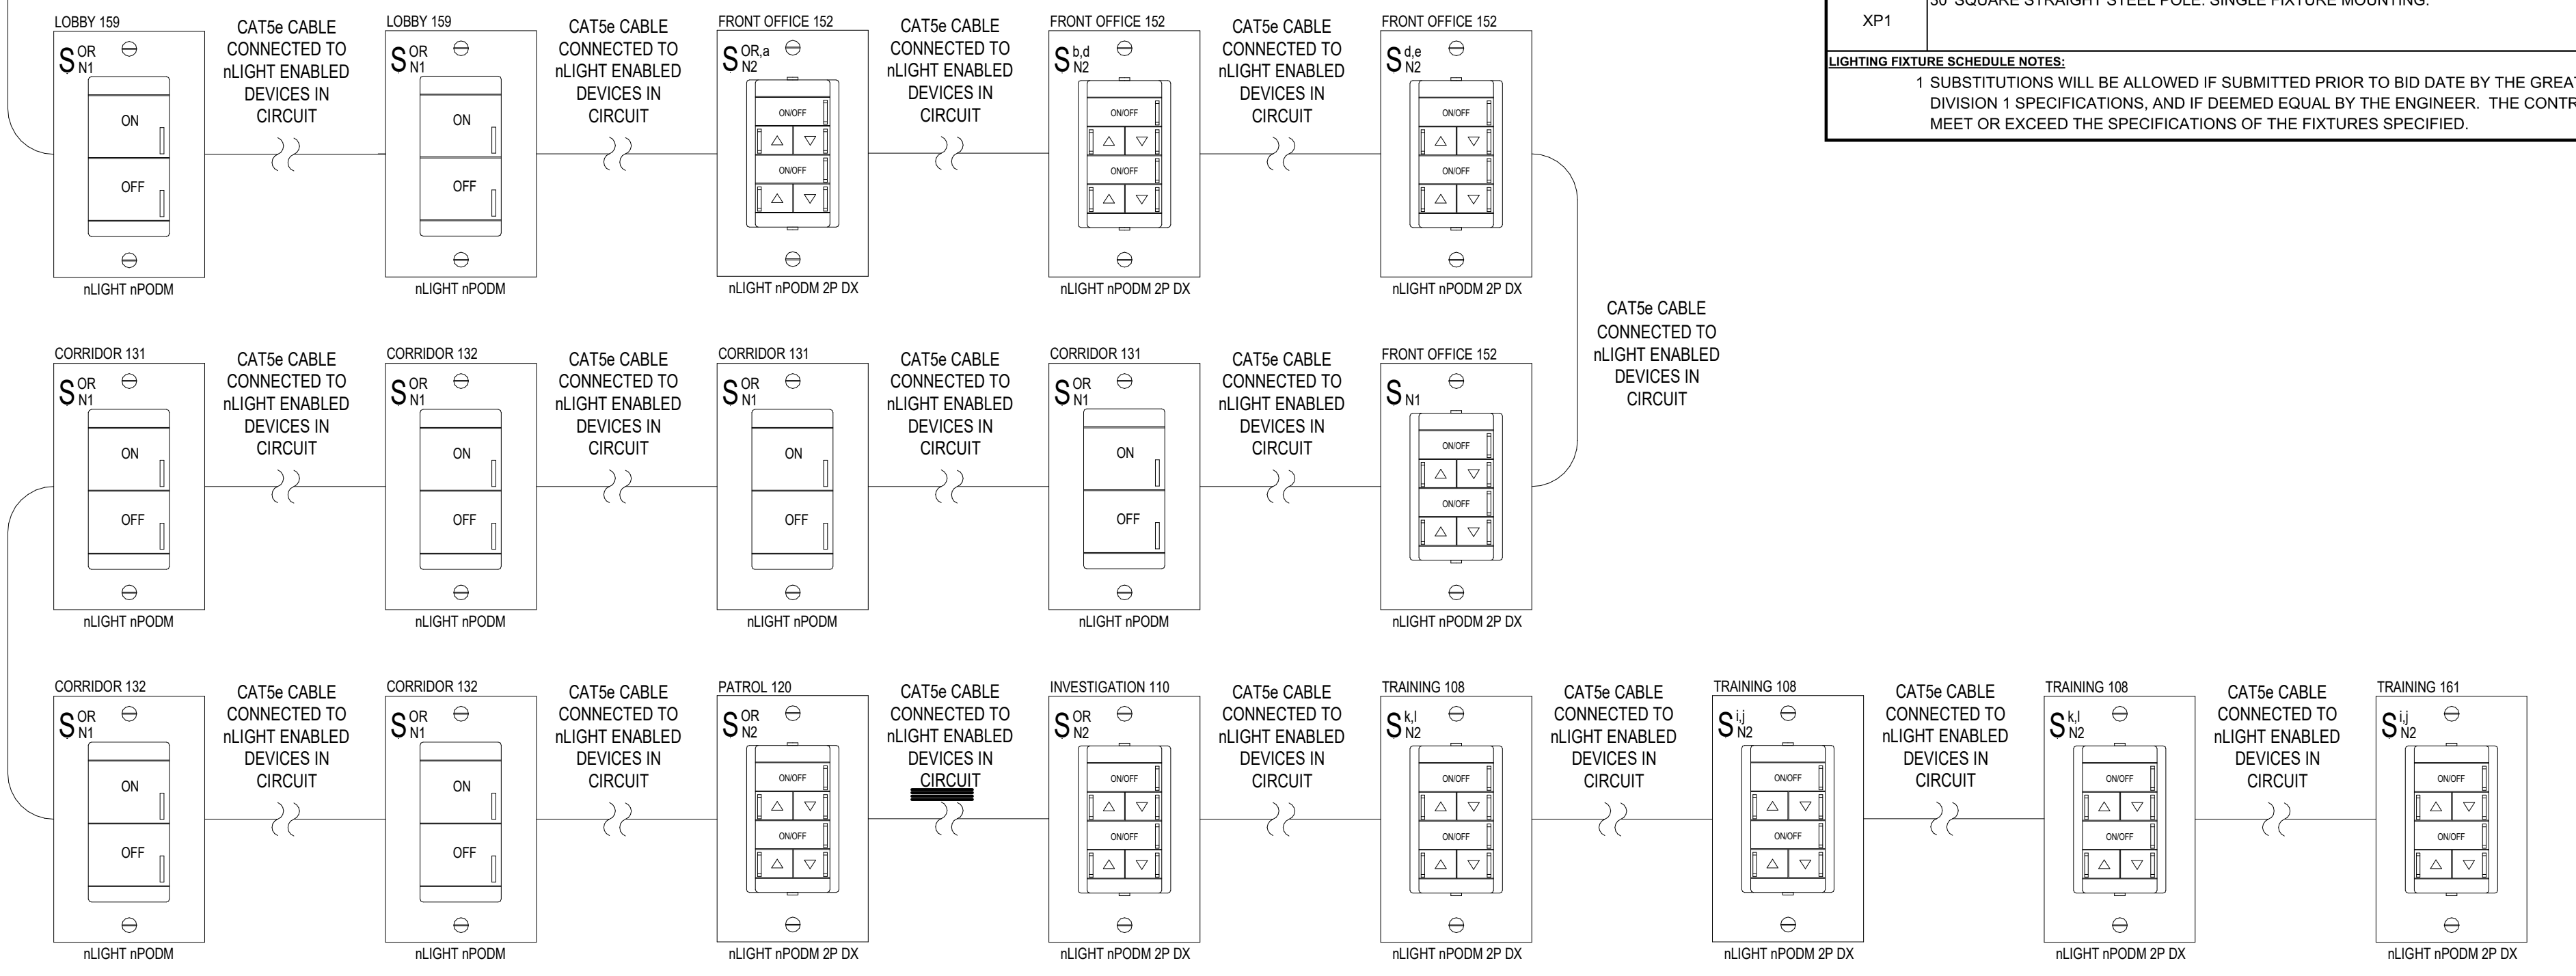 LOBBY 159
S OR
N1
ON
OFF
nLIGHT nPODM
CAT5e CABLE
CONNECTED TO
nLIGHT ENABLED
DEVICES IN
CIRCUIT
LOBBY 159
S OR
N1
ON
OFF
nLIGHT nPODM
CAT5e CABLE
CONNECTED TO
nLIGHT ENABLED
DEVICES IN
CIRCUIT
FRONT OFFICE 152
S OR,a
N2
ON/OFF
ON/OFF
nLIGHT nPODM 2P DX
CAT5e CABLE
CONNECTED TO
nLIGHT ENABLED
DEVICES IN
CIRCUIT
FRONT OFFICE 152
S b,d
N2
ON/OFF
ON/OFF
nLIGHT nPODM 2P DX
CAT5e CABLE
CONNECTED TO
nLIGHT ENABLED
DEVICES IN
CIRCUIT
FRONT OFFICE 152
S d,e
N2
ON/OFF
ON/OFF
nLIGHT nPODM 2P DX
CAT5e CABLE
CONNECTED TO
nLIGHT ENABLED
DEVICES IN
CIRCUIT
30' SQUARE STRAIGHT STEEL POLE. SINGLE FIXTURE MOUNTING.
XP1
LIGHTING FIXTURE SCHEDULE NOTES:
1 SUBSTITUTIONS WILL BE ALLOWED IF SUBMITTED PRIOR TO BID DATE BY THE GREAT
DIVISION 1 SPECIFICATIONS, AND IF DEEMED EQUAL BY THE ENGINEER. THE CONTR
MEET OR EXCEED THE SPECIFICATIONS OF THE FIXTURES SPECIFIED.
CORRIDOR 131
S OR
N1
ON
OFF
nLIGHT nPODM
CAT5e CABLE
CONNECTED TO
nLIGHT ENABLED
DEVICES IN
CIRCUIT
CORRIDOR 132
S OR
N1
ON
OFF
nLIGHT nPODM
CAT5e CABLE
CONNECTED TO
nLIGHT ENABLED
DEVICES IN
CIRCUIT
CORRIDOR 131
S OR
N1
ON
OFF
nLIGHT nPODM
CAT5e CABLE
CONNECTED TO
nLIGHT ENABLED
DEVICES IN
CIRCUIT
CORRIDOR 131
S OR
N1
ON
OFF
nLIGHT nPODM
CAT5e CABLE
CONNECTED TO
nLIGHT ENABLED
DEVICES IN
CIRCUIT
FRONT OFFICE 152
S N1
ON/OFF
ON/OFF
nLIGHT nPODM 2P DX
CORRIDOR 132
S OR
N1
ON
OFF
nLIGHT nPODM
CAT5e CABLE
CONNECTED TO
nLIGHT ENABLED
DEVICES IN
CIRCUIT
CORRIDOR 132
S OR
N1
ON
OFF
nLIGHT nPODM
CAT5e CABLE
CONNECTED TO
nLIGHT ENABLED
DEVICES IN
CIRCUIT
PATROL 120
S OR
N2
ON/OFF
ON/OFF
nLIGHT nPODM 2P DX
CAT5e CABLE
CONNECTED TO
nLIGHT ENABLED
DEVICES IN
CIRCUIT
INVESTIGATION 110
S OR
N2
ON/OFF
ON/OFF
nLIGHT nPODM 2P DX
CAT5e CABLE
CONNECTED TO
nLIGHT ENABLED
DEVICES IN
CIRCUIT
TRAINING 108
S k,l
N2
ON/OFF
ON/OFF
nLIGHT nPODM 2P DX
CAT5e CABLE
CONNECTED TO
nLIGHT ENABLED
DEVICES IN
CIRCUIT
TRAINING 108
S i,j
N2
ON/OFF
ON/OFF
nLIGHT nPODM 2P DX
CAT5e CABLE
CONNECTED TO
nLIGHT ENABLED
DEVICES IN
CIRCUIT
TRAINING 108
S k,l
N2
ON/OFF
ON/OFF
nLIGHT nPODM 2P DX
CAT5e CABLE
CONNECTED TO
nLIGHT ENABLED
DEVICES IN
CIRCUIT
TRAINING 161
S i,j
N2
ON/OFF
ON/OFF
nLIGHT nPODM 2P DX